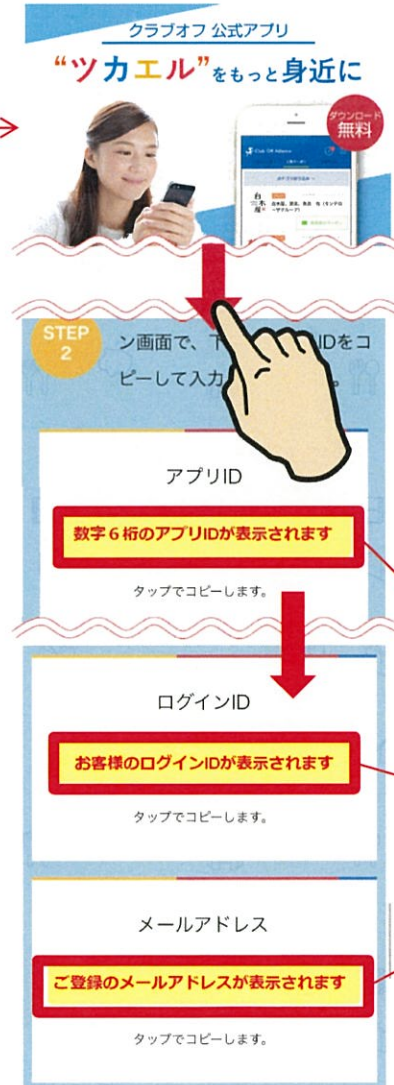 クラブオフ 公式アプリ
“ツカエル”をもっと身近に
ダウンロード
無料
Club Off Alliance
STEP
2
ン画面で、下 IDをコ
ピーして入力 。
アプリID
数字6桁のアプリIDが表示されます
タップでコピーします。
ログインID
お客様のログインIDが表示されます
タップでコピーします。
メールアドレス
ご登録のメールアドレスが表示されます
タップでコピーします。